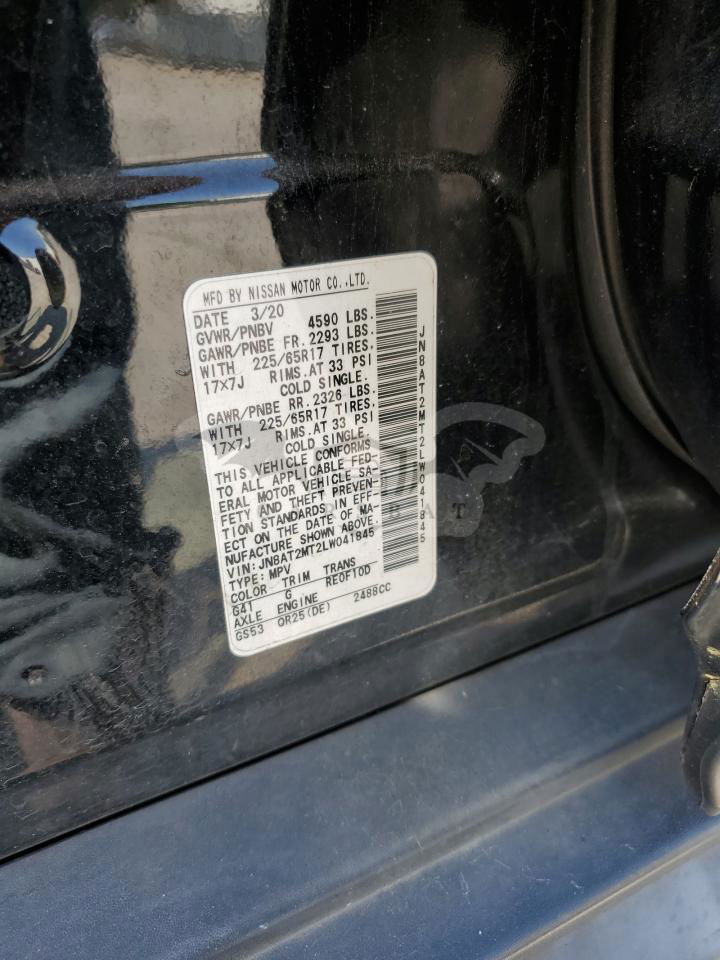 MFD BY NISSAN MOTOR CO.,LTD.
DATE 3/20
GVWR/PNBV 4590 LBS.
GAWR/PNBE FR. 2293 LBS.
WITH 225/65R17 TIRES.
17X7J RIMS.AT 33 PSI
COLD SINGLE.
GAWR/PNBE RR. 2326 LBS.
WITH 225/65R17 TIRES.
17X7J RIMS.AT 33 PSI
COLD SINGLE.
THIS VEHICLE CONFORMS
TO ALL APPLICABLE FED-
ERAL MOTOR VEHICLE SA-
FETY AND THEFT PREVEN-
TION STANDARDS IN EFF-
ECT ON THE DATE OF MA-
NUFACTURE SHOWN ABOVE.
VIN: JN8AT2MT2LW041845
TYPE: MPV
COLOR TRIM TRANS
G41 G RE0F10D
AXLE ENGINE
GS53 QR25(DE) 2488CC
JN8AT2MT2LW041845